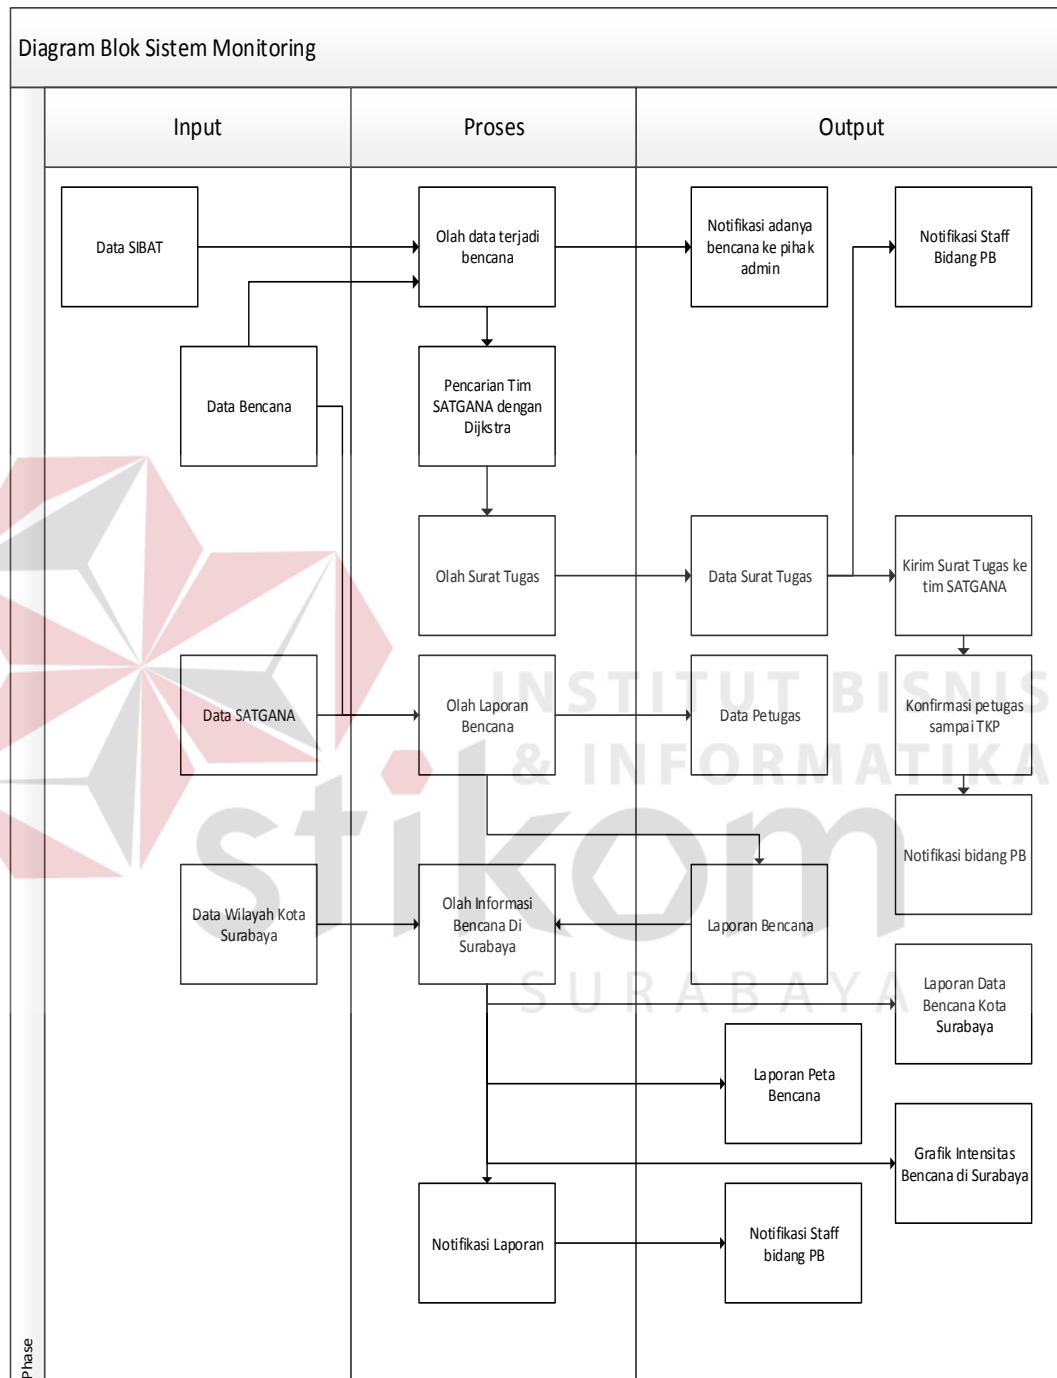 Diagram Blok Sistem Monitoring
Input
Proses
Output
Data SIBAT
Olah data terjadi
bencana
Notifikasi adanya
bencana ke pihak
admin
Notifikasi Staff
Bidang PB
Data Bencana
Pencarian Tim
SATGANA dengan
Dijkstra
Olah Surat Tugas
Data Surat Tugas
Kirim Surat Tugas ke
tim SATGANA
Data SATGANA
Olah Laporan
Bencana
Data Petugas
Konfirmasi petugas
sampai TKP
INSTITUT BISNIS
& INFORMATIKA
stikom
SURABAYA
Notifikasi bidang PB
Data Wilayah Kota
Surabaya
Olah Informasi
Bencana Di
Surabaya
Laporan Bencana
Laporan Data
Bencana Kota
Surabaya
Laporan Peta
Bencana
Grafik Intensitas
Bencana di Surabaya
Notifikasi Laporan
Notifikasi Staff
bidang PB
Phase